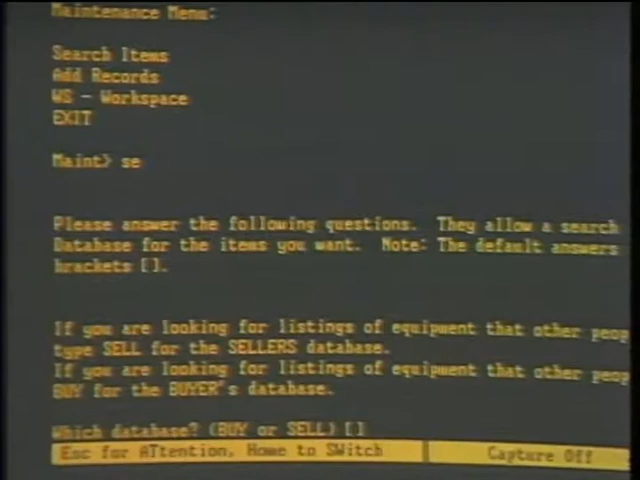 Maintenance Menu:
Search Items
Add Records
WS - Workspace
EXIT
Maint> se
Please answer the following questions. They allow a search
Database for the items you want. Note: The default answers
brackets [].
If you are looking for listings of equipment that other peop
type SELL for the SELLERS database.
If you are looking for listings of equipment that other peop
BUY for the BUYER's database.
Which database? (BUY or SELL) []
Esc for ATtention, Home to SWitch
Capture Off